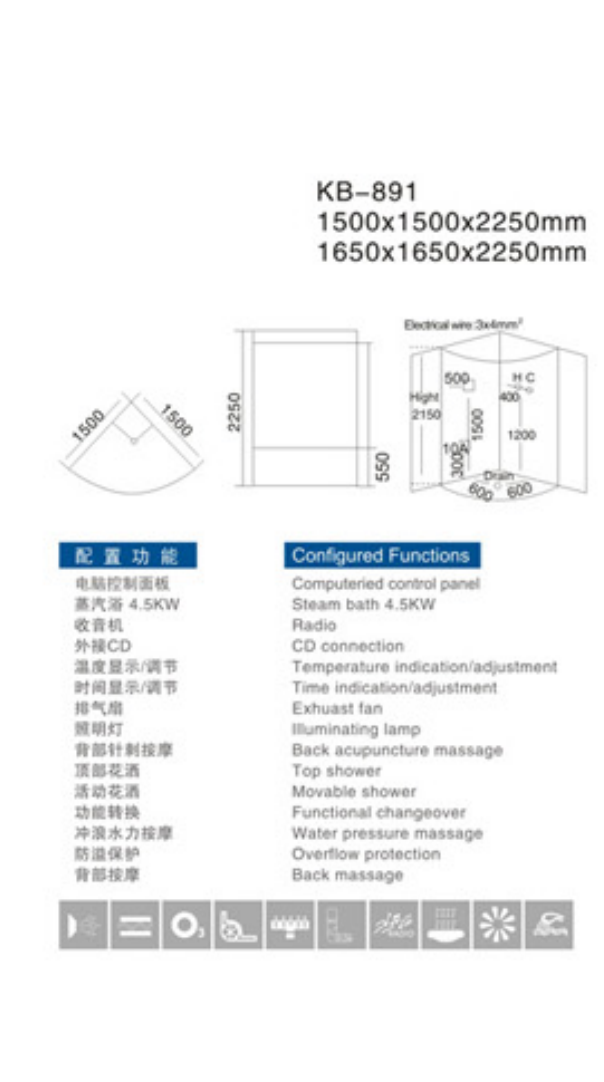 KB-891
1500x1500x2250mm
1650x1650x2250mm
Electrical wire:3x4mm²
1500
1500
2250
550
500
H C
Hight
2150
400
1500
1200
300
Drain
600
600
配置功能
电脑控制面板
蒸汽浴 4.5KW
收音机
外接CD
温度显示/调节
时间显示/调节
排气扇
照明灯
背部针刺按摩
顶部花洒
活动花洒
功能转换
冲浪水力按摩
防溢保护
背部按摩
Configured Functions
Computeried control panel
Steam bath 4.5KW
Radio
CD connection
Temperature indication/adjustment
Time indication/adjustment
Exhuast fan
Illuminating lamp
Back acupuncture massage
Top shower
Movable shower
Functional changeover
Water pressure massage
Overflow protection
Back massage
O3
RADIO